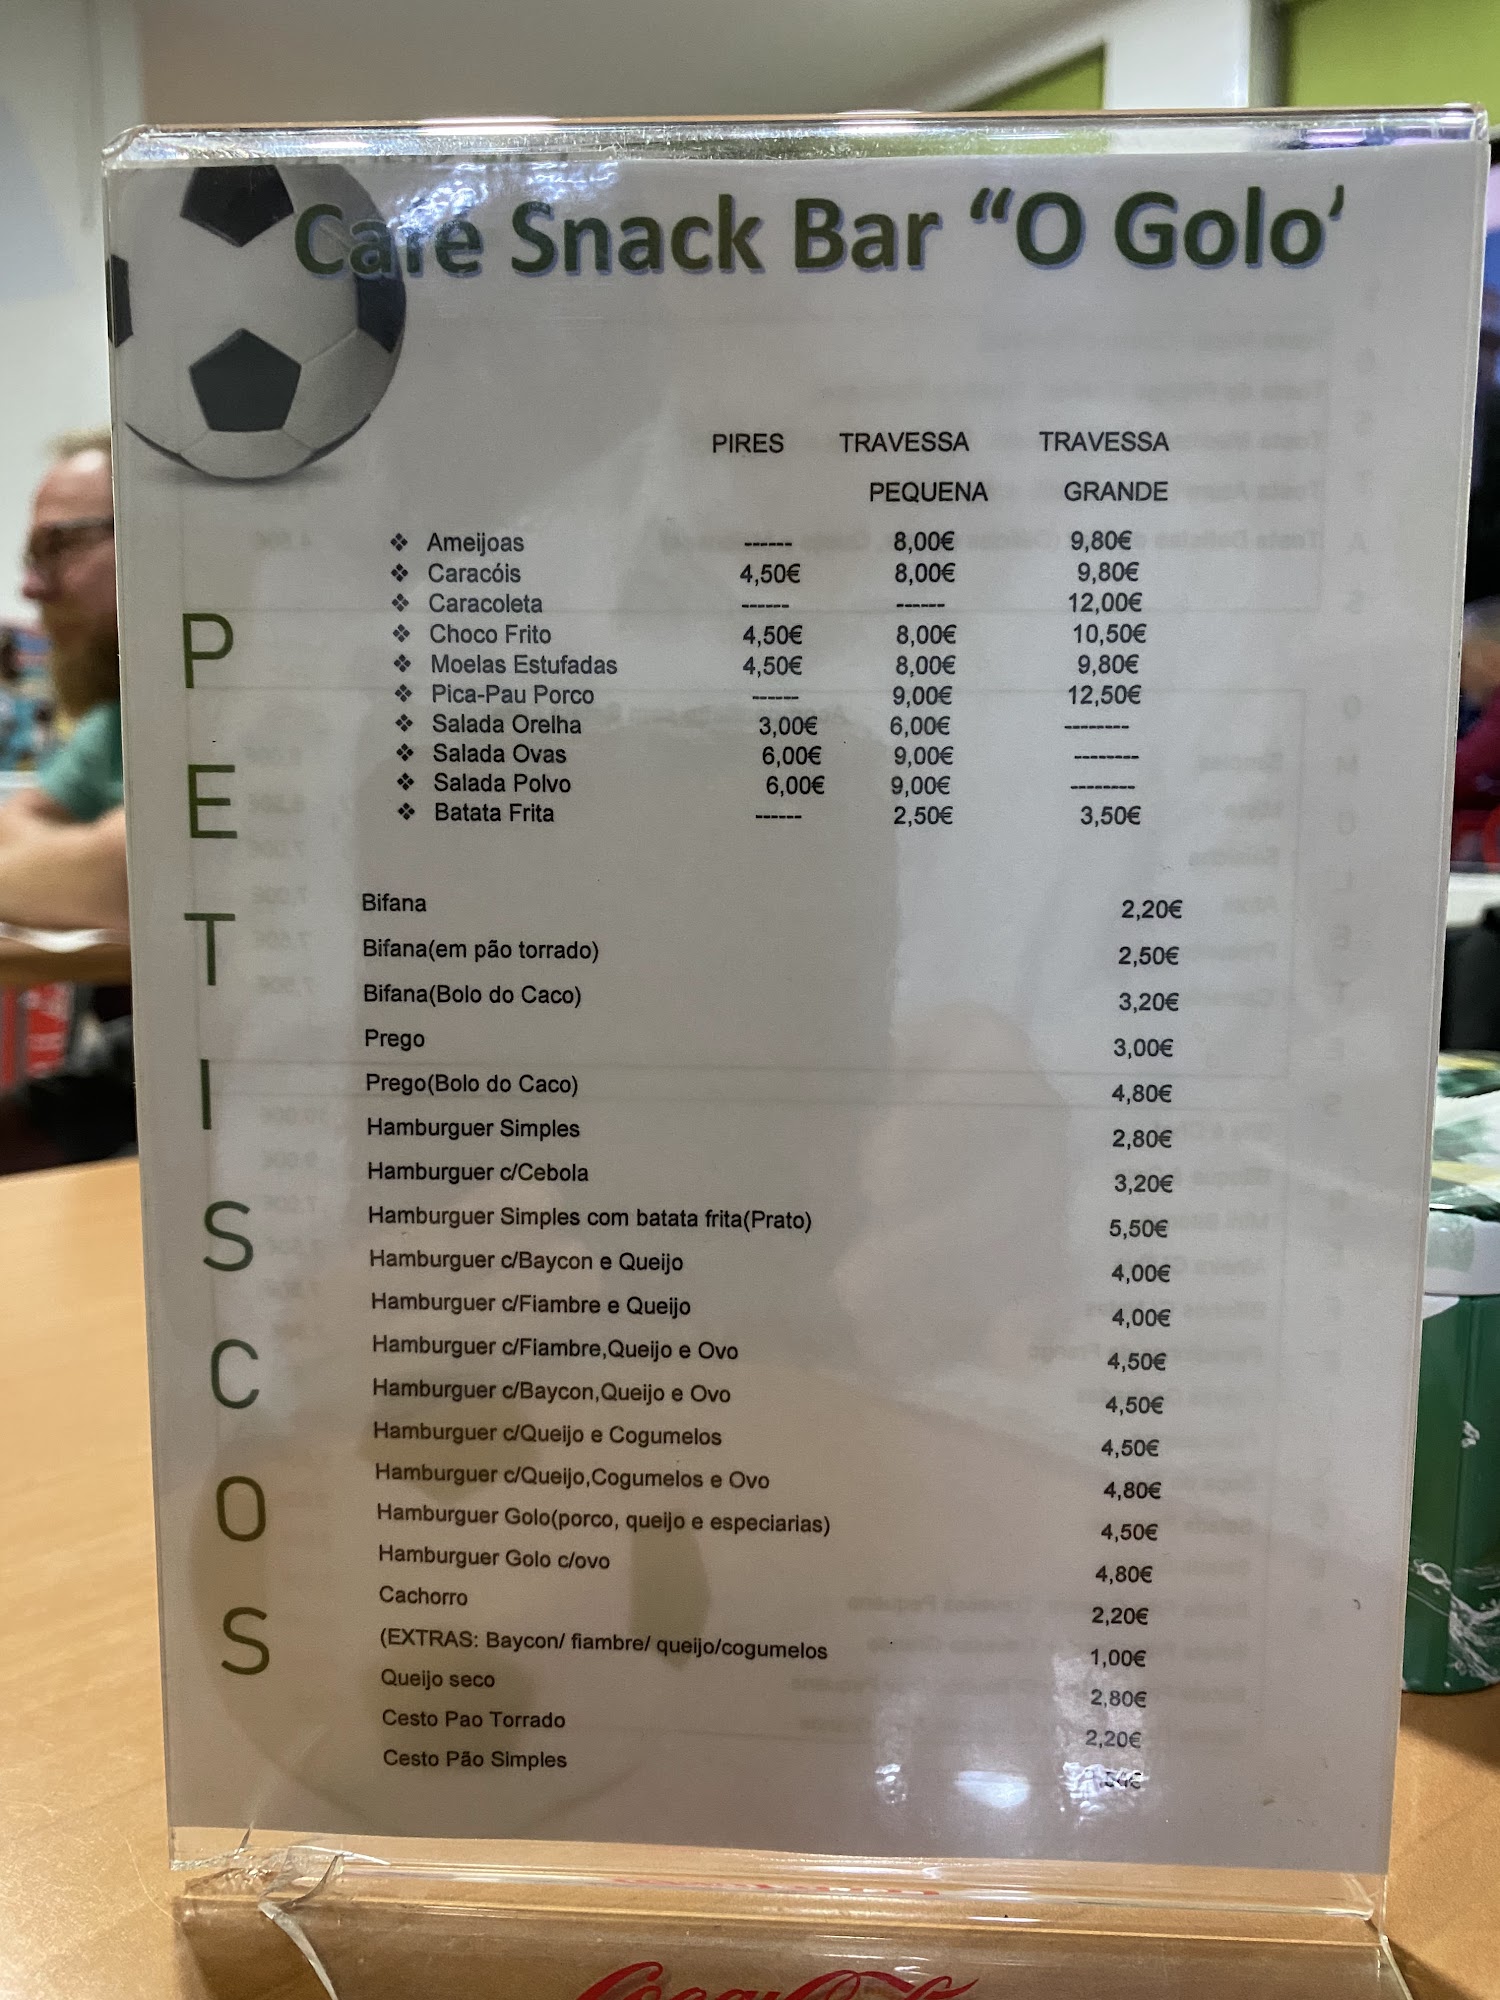 Café Snack Bar “O Golo’
PIRES TRAVESSA TRAVESSA
PEQUENA GRANDE
❖ Ameijoas ------ 8,00€ 9,80€
❖ Caracóis 4,50€ 8,00€ 9,80€
❖ Caracoleta ------ ------ 12,00€
❖ Choco Frito 4,50€ 8,00€ 10,50€
❖ Moelas Estufadas 4,50€ 8,00€ 9,80€
❖ Pica-Pau Porco ------ 9,00€ 12,50€
❖ Salada Orelha 3,00€ 6,00€ --------
❖ Salada Ovas 6,00€ 9,00€ --------
❖ Salada Polvo 6,00€ 9,00€ --------
❖ Batata Frita ------ 2,50€ 3,50€
PETISCOS
Bifana 2,20€
Bifana(em pão torrado) 2,50€
Bifana(Bolo do Caco) 3,20€
Prego 3,00€
Prego(Bolo do Caco) 4,80€
Hamburguer Simples 2,80€
Hamburguer c/Cebola 3,20€
Hamburguer Simples com batata frita(Prato) 5,50€
Hamburguer c/Baycon e Queijo 4,00€
Hamburguer c/Fiambre e Queijo 4,00€
Hamburguer c/Fiambre,Queijo e Ovo 4,50€
Hamburguer c/Baycon,Queijo e Ovo 4,50€
Hamburguer c/Queijo e Cogumelos 4,50€
Hamburguer c/Queijo,Cogumelos e Ovo 4,80€
Hamburguer Golo(porco, queijo e especiarias) 4,50€
Hamburguer Golo c/ovo 4,80€
Cachorro 2,20€
(EXTRAS: Baycon/ fiambre/ queijo/cogumelos 1,00€
Queijo seco 2,80€
Cesto Pao Torrado 2,20€
Cesto Pão Simples
Coca-Cola